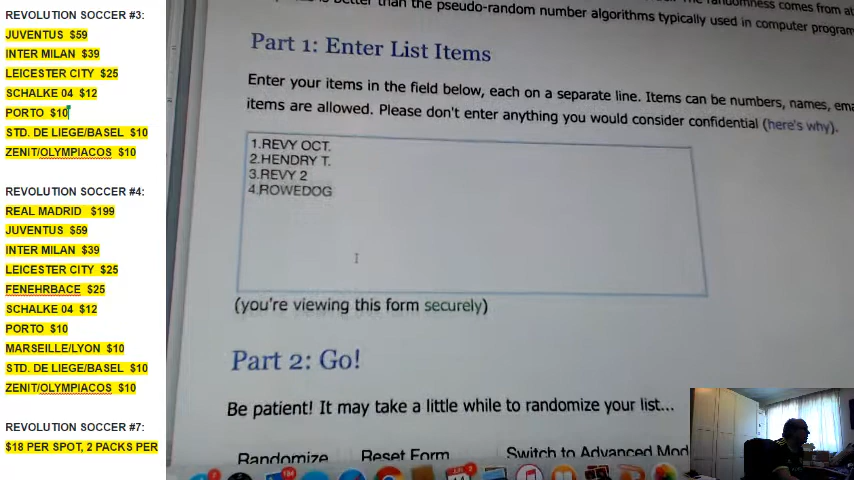 REVOLUTION SOCCER #3:
JUVENTUS $59
INTER MILAN $39
LEICESTER CITY $25
SCHALKE 04 $12
PORTO $10
STD. DE LIEGE/BASEL $10
ZENIT/OLYMPIACOS $10
REVOLUTION SOCCER #4:
REAL MADRID $199
JUVENTUS $59
INTER MILAN $39
LEICESTER CITY $25
FENEHRBACE $25
SCHALKE 04 $12
PORTO $10
MARSEILLE/LYON $10
STD. DE LIEGE/BASEL $10
ZENIT/OLYMPIACOS $10
REVOLUTION SOCCER #7:
$18 PER SPOT, 2 PACKS PER
than the pseudo-random number algorithms typically used in computer program
Part 1: Enter List Items
Enter your items in the field below, each on a separate line. Items can be numbers, names, ema
items are allowed. Please don't enter anything you would consider confidential (here's why).
1.REVY OCT.
2.HENDRY T.
3.REVY 2
4.ROWEDOG
(you're viewing this form securely)
Part 2: Go!
Be patient! It may take a little while to randomize your list...
Randomize Reset Form Switch to Advanced Mod